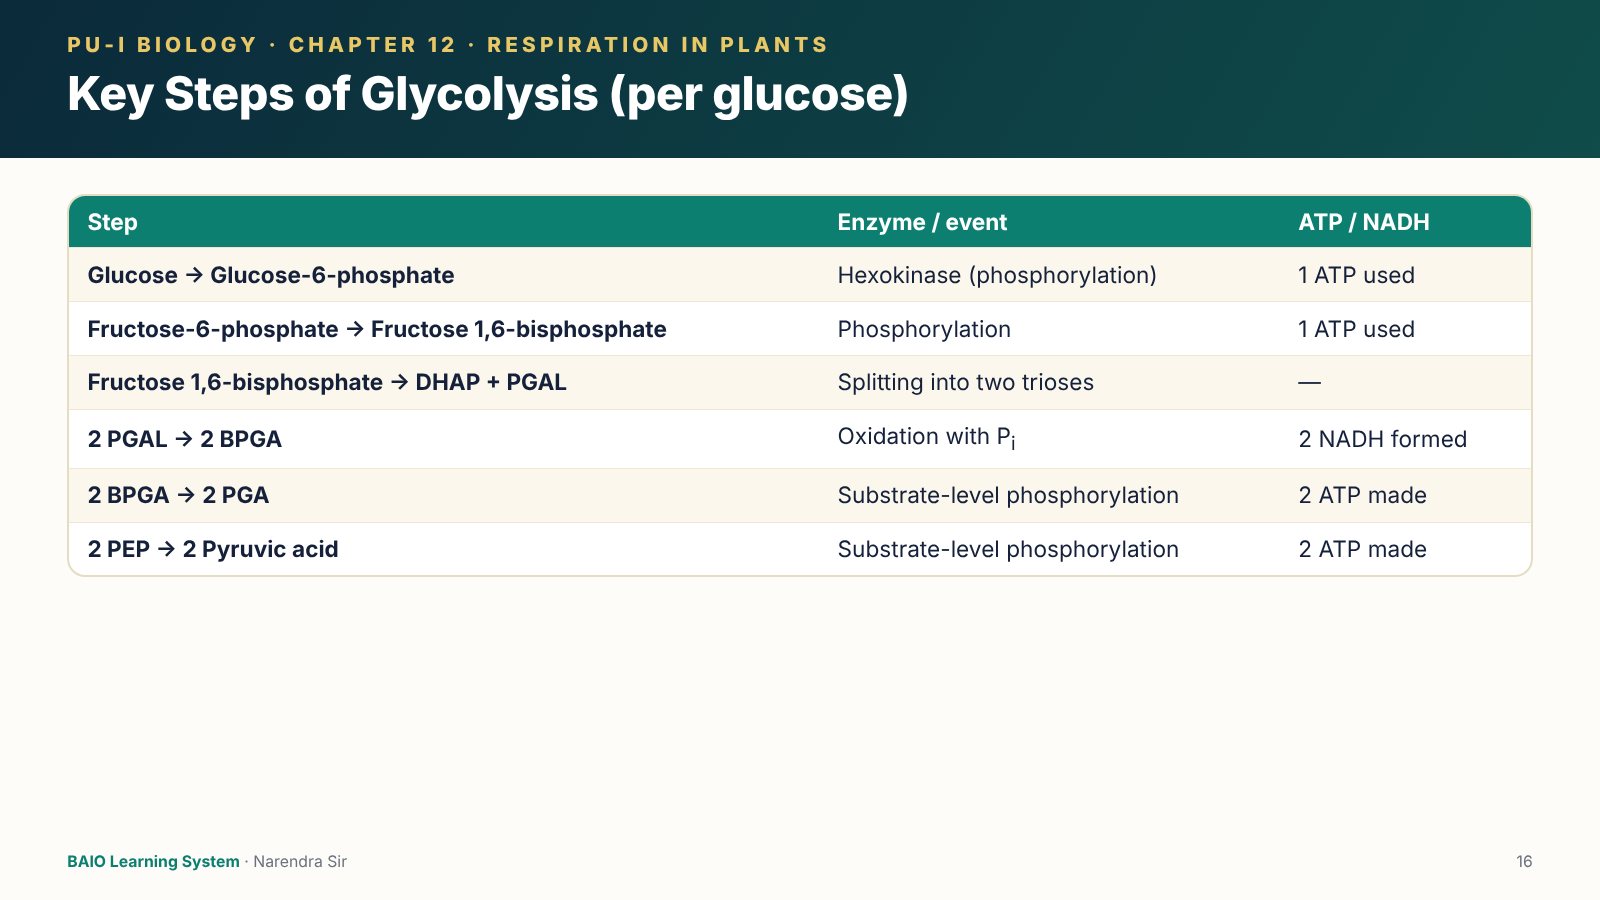 PU-I BIOLOGY · CHAPTER 12 · RESPIRATION IN PLANTS
Key Steps of Glycolysis (per glucose)
Step Enzyme / event ATP / NADH
Glucose → Glucose-6-phosphate Hexokinase (phosphorylation) 1 ATP used
Fructose-6-phosphate → Fructose 1,6-bisphosphate Phosphorylation 1 ATP used
Fructose 1,6-bisphosphate → DHAP + PGAL Splitting into two trioses —
2 PGAL → 2 BPGA Oxidation with Pi 2 NADH formed
2 BPGA → 2 PGA Substrate-level phosphorylation 2 ATP made
2 PEP → 2 Pyruvic acid Substrate-level phosphorylation 2 ATP made
BAIO Learning System · Narendra Sir 16